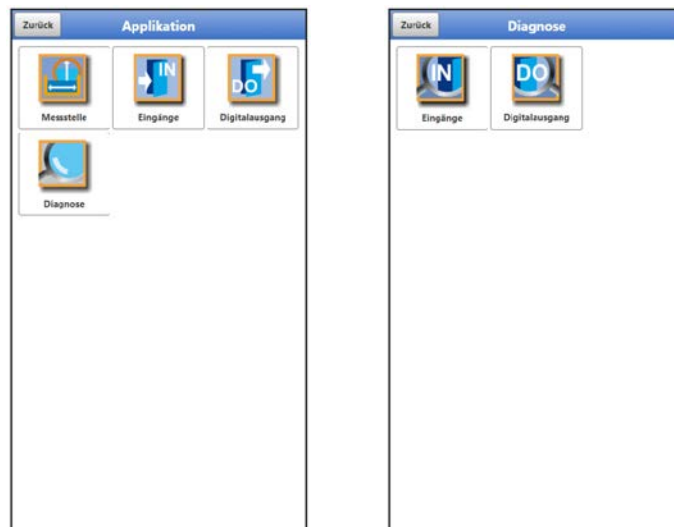 Zurück Applikation
IN
DO
Messstelle Eingänge Digitalausgang
Diagnose
Zurück Diagnose
IN DO
Eingänge Digitalausgang